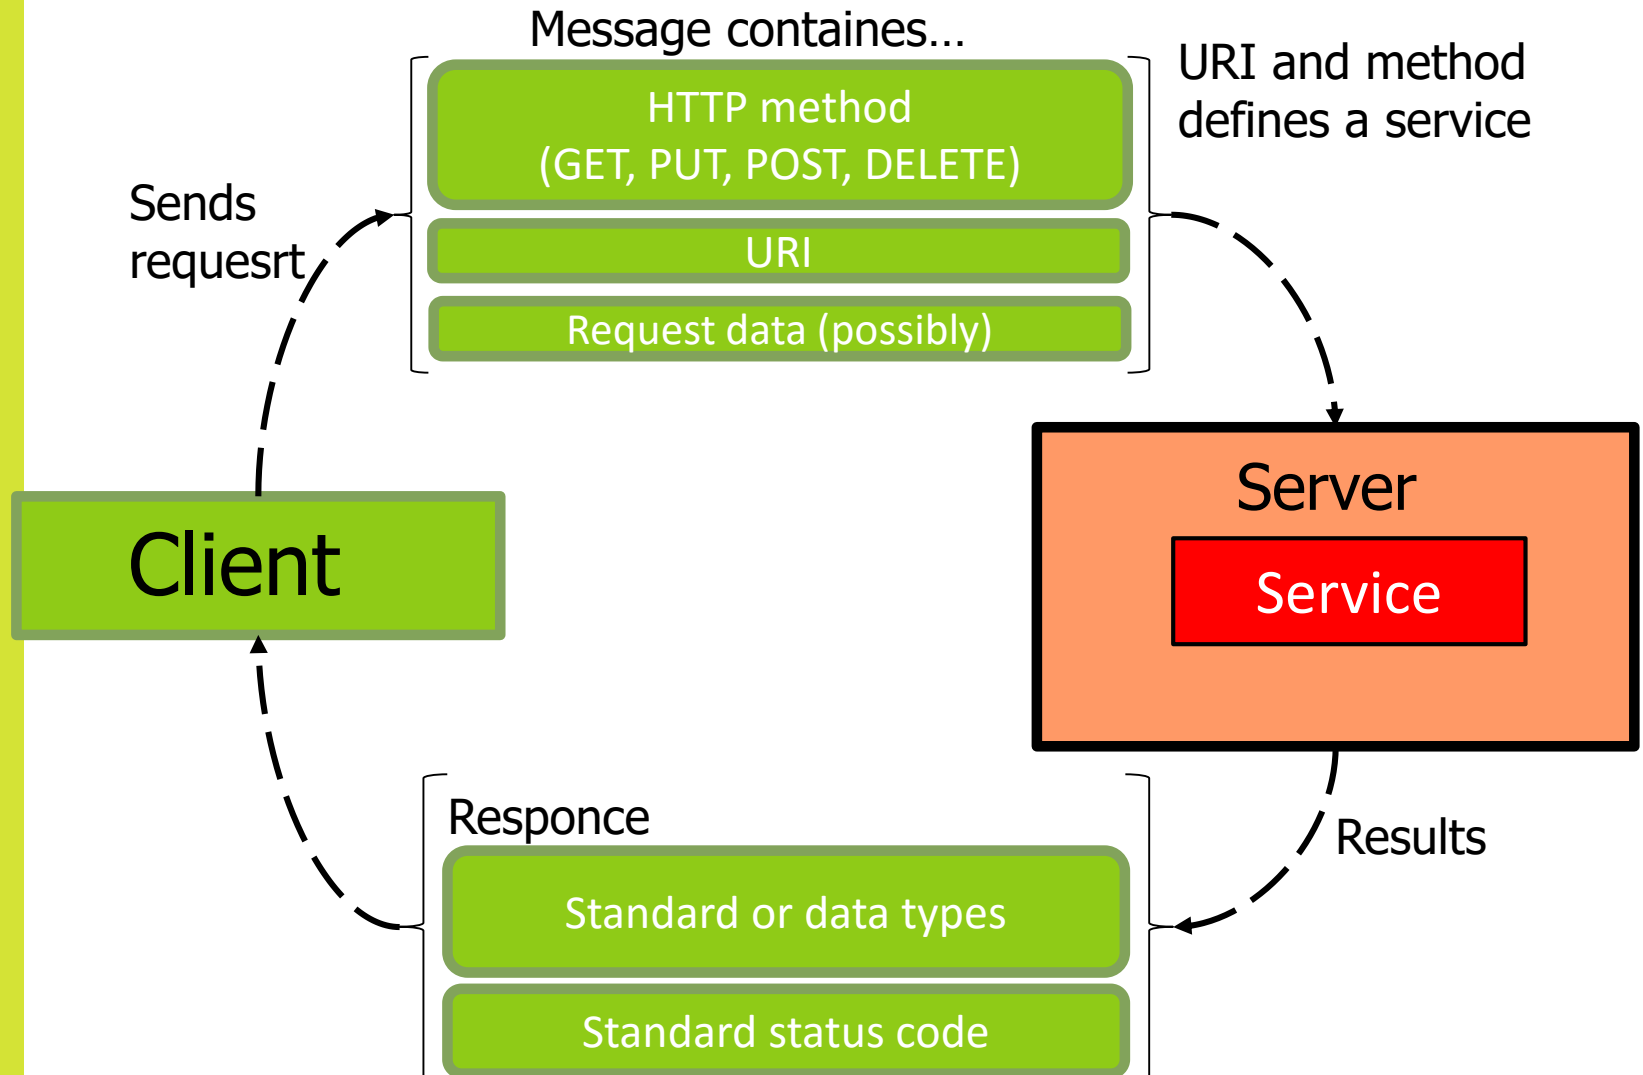 Message containes…
HTTP method
(GET, PUT, POST, DELETE)
URI
Request data (possibly)
URI and method
defines a service
Sends
requesrt
Client
Server
Service
Results
Responce
Standard or data types
Standard status code